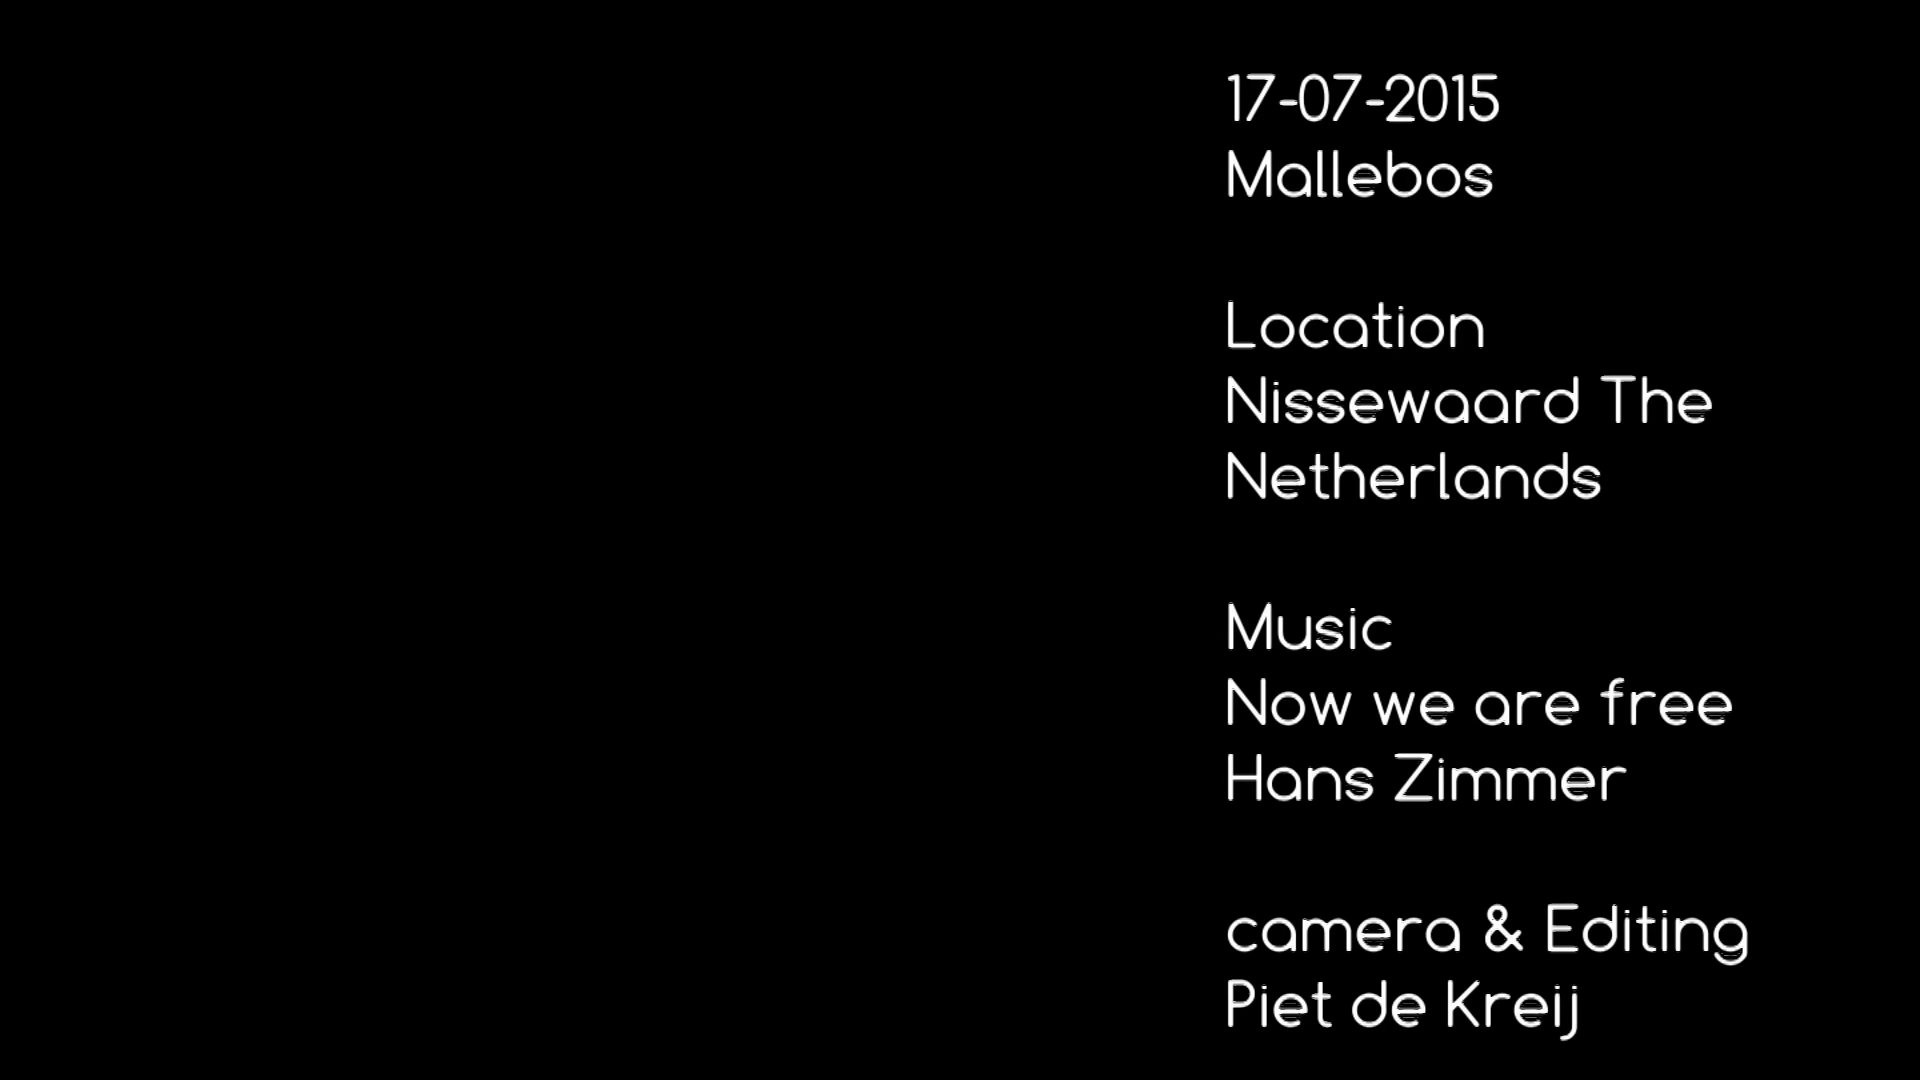 17-07-2015
Mallebos
Location
Nissewaard The
Netherlands
Music
Now we are free
Hans Zimmer
camera & Editing
Piet de Kreij